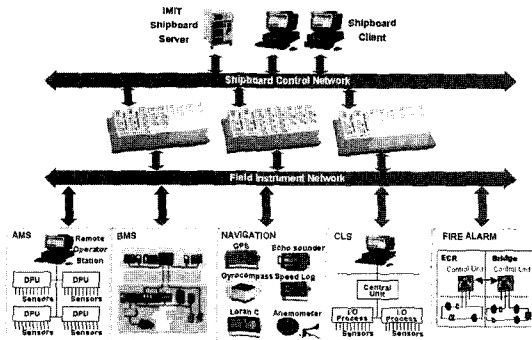 IMIT
Shipboard
Server
Shipboard
Client
Shipboard Control Network
Field Instrument Network
AMS
Remote
Operator
Station
DPU
DPU
Sensors
Sensors
DPU
DPU
Sensors
Sensors
BMS
NAVIGATION
GPS
Echo sounder
Gyrocompass
Speed Log
Loran C
Anemometer
CLS
Central
Unit
I/O
Process
I/O
Process
Sensors
Sensors
FIRE ALARM
ECR
Bridge
Control Unit
Control Unit